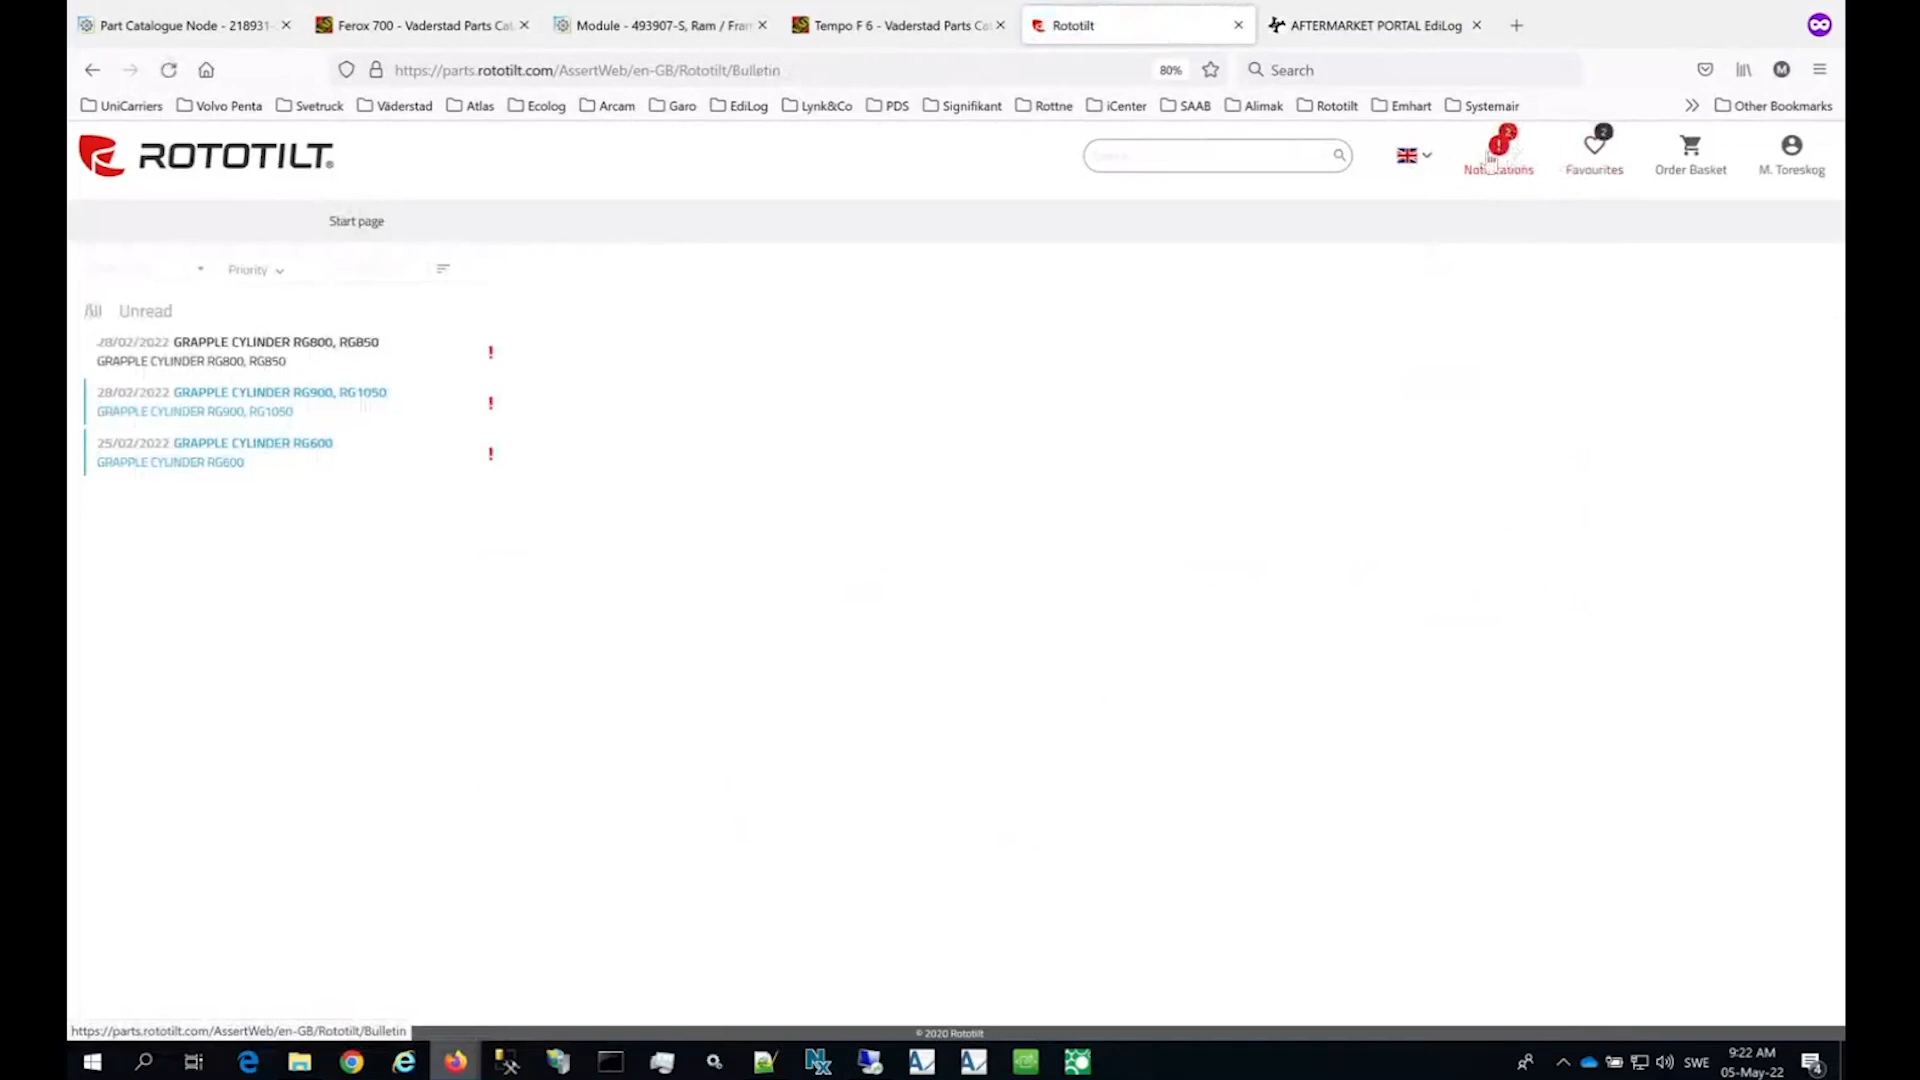 Part Catalogue Node - 218931-
Ferox 700 - Vaderstad Parts Cat
Module - 493907-S, Ram / Fram
Tempo F 6 - Vaderstad Parts Cat
Rototilt
AFTERMARKET PORTAL EdiLog
https://parts.rototilt.com/AssertWeb/en-GB/Rototilt/Bulletin
80%
Search
M
UniCarriers
Volvo Penta
Svetruck
Väderstad
Atlas
Ecolog
Arcam
Garo
EdiLog
Lynk&Co
PDS
Signifikant
Rottne
iCenter
SAAB
Alimak
Rototilt
Emhart
Systemair
Other Bookmarks
ROTOTILT®
2
Notifications
2
Favourites
Order Basket
M. Toreskog
Start page
Priority
All Unread
28/02/2022 GRAPPLE CYLINDER RG800, RG850
GRAPPLE CYLINDER RG800, RG850
!
28/02/2022 GRAPPLE CYLINDER RG900, RG1050
GRAPPLE CYLINDER RG900, RG1050
!
25/02/2022 GRAPPLE CYLINDER RG600
GRAPPLE CYLINDER RG600
!
https://parts.rototilt.com/AssertWeb/en-GB/Rototilt/Bulletin
© 2020 Rototilt
SWE
9:22 AM
05-May-22
4